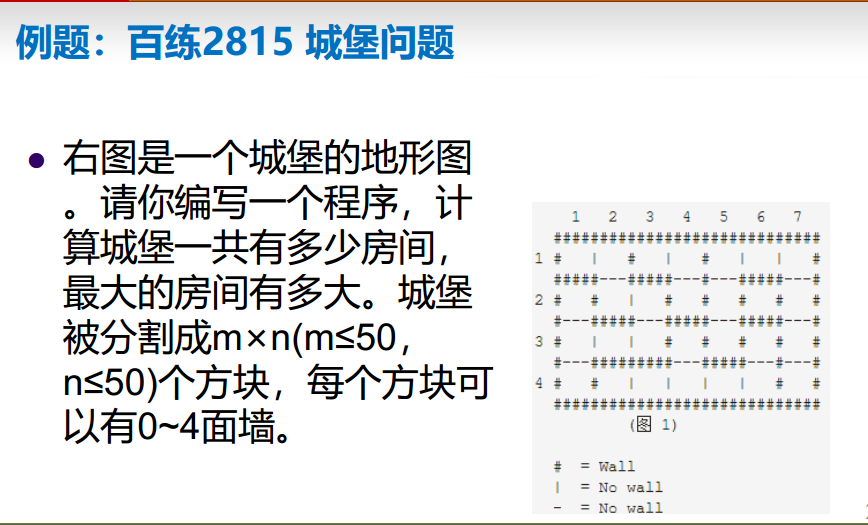 例题：百练2815 城堡问题
● 右图是一个城堡的地形图
。请你编写一个程序，计
算城堡一共有多少房间，
最大的房间有多大。城堡
被分割成m×n(m≤50，
n≤50)个方块，每个方块可
以有0~4面墙。
1 2 3 4 5 6 7
#############################
1 # | # | # | | #
#####---#####---#---#####---#
2 # # | # # # # #
#---#####---#####---#####---#
3 # | | # # # # #
#---#########---#####---#---#
4 # # | | | | # #
#############################
(图 1)
# = Wall
| = No wall
- = No wall